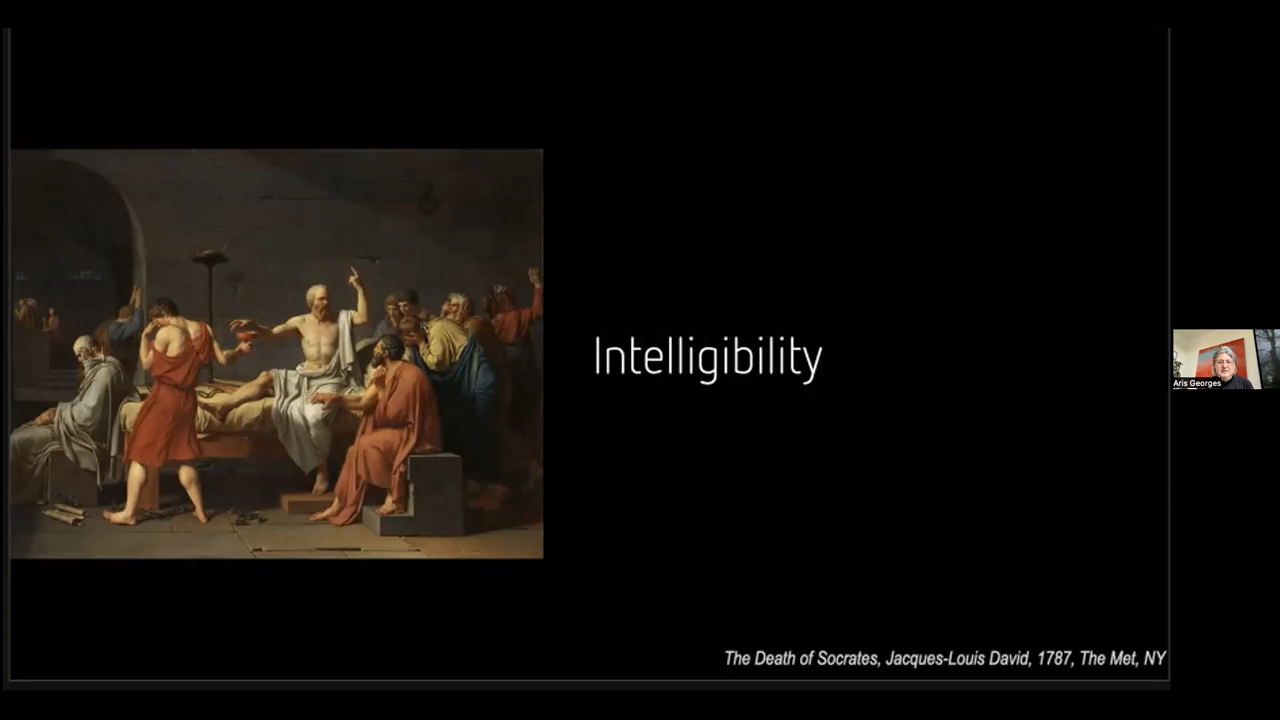 Intelligibility
Aris Georges
The Death of Socrates, Jacques-Louis David, 1787, The Met, NY